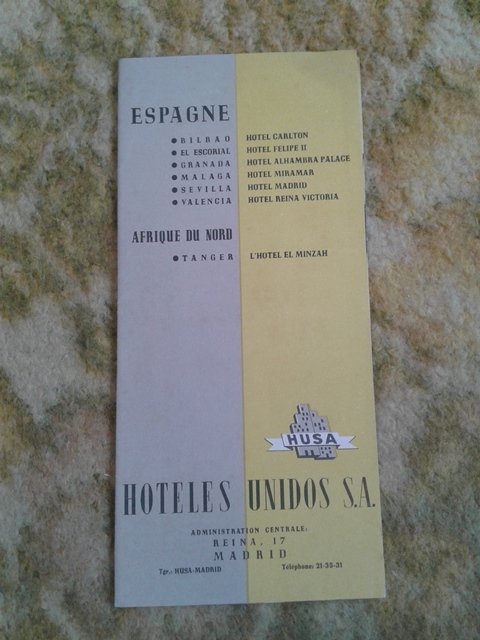 ESPAGNE
● BILBAO HOTEL CARLTON
● EL ESCORIAL HOTEL FELIPE II
● GRANADA HOTEL ALHAMBRA PALACE
● MALAGA HOTEL MIRAMAR
● SEVILLA HOTEL MADRID
● VALENCIA HOTEL REINA VICTORIA
AFRIQUE DU NORD
● TANGER L'HOTEL EL MINZAH
HUSA
HOTELES UNIDOS S.A.
ADMINISTRATION CENTRALE:
REINA, 17
MADRID
Tgr.: HUSA-MADRID Téléphone: 21-35-31